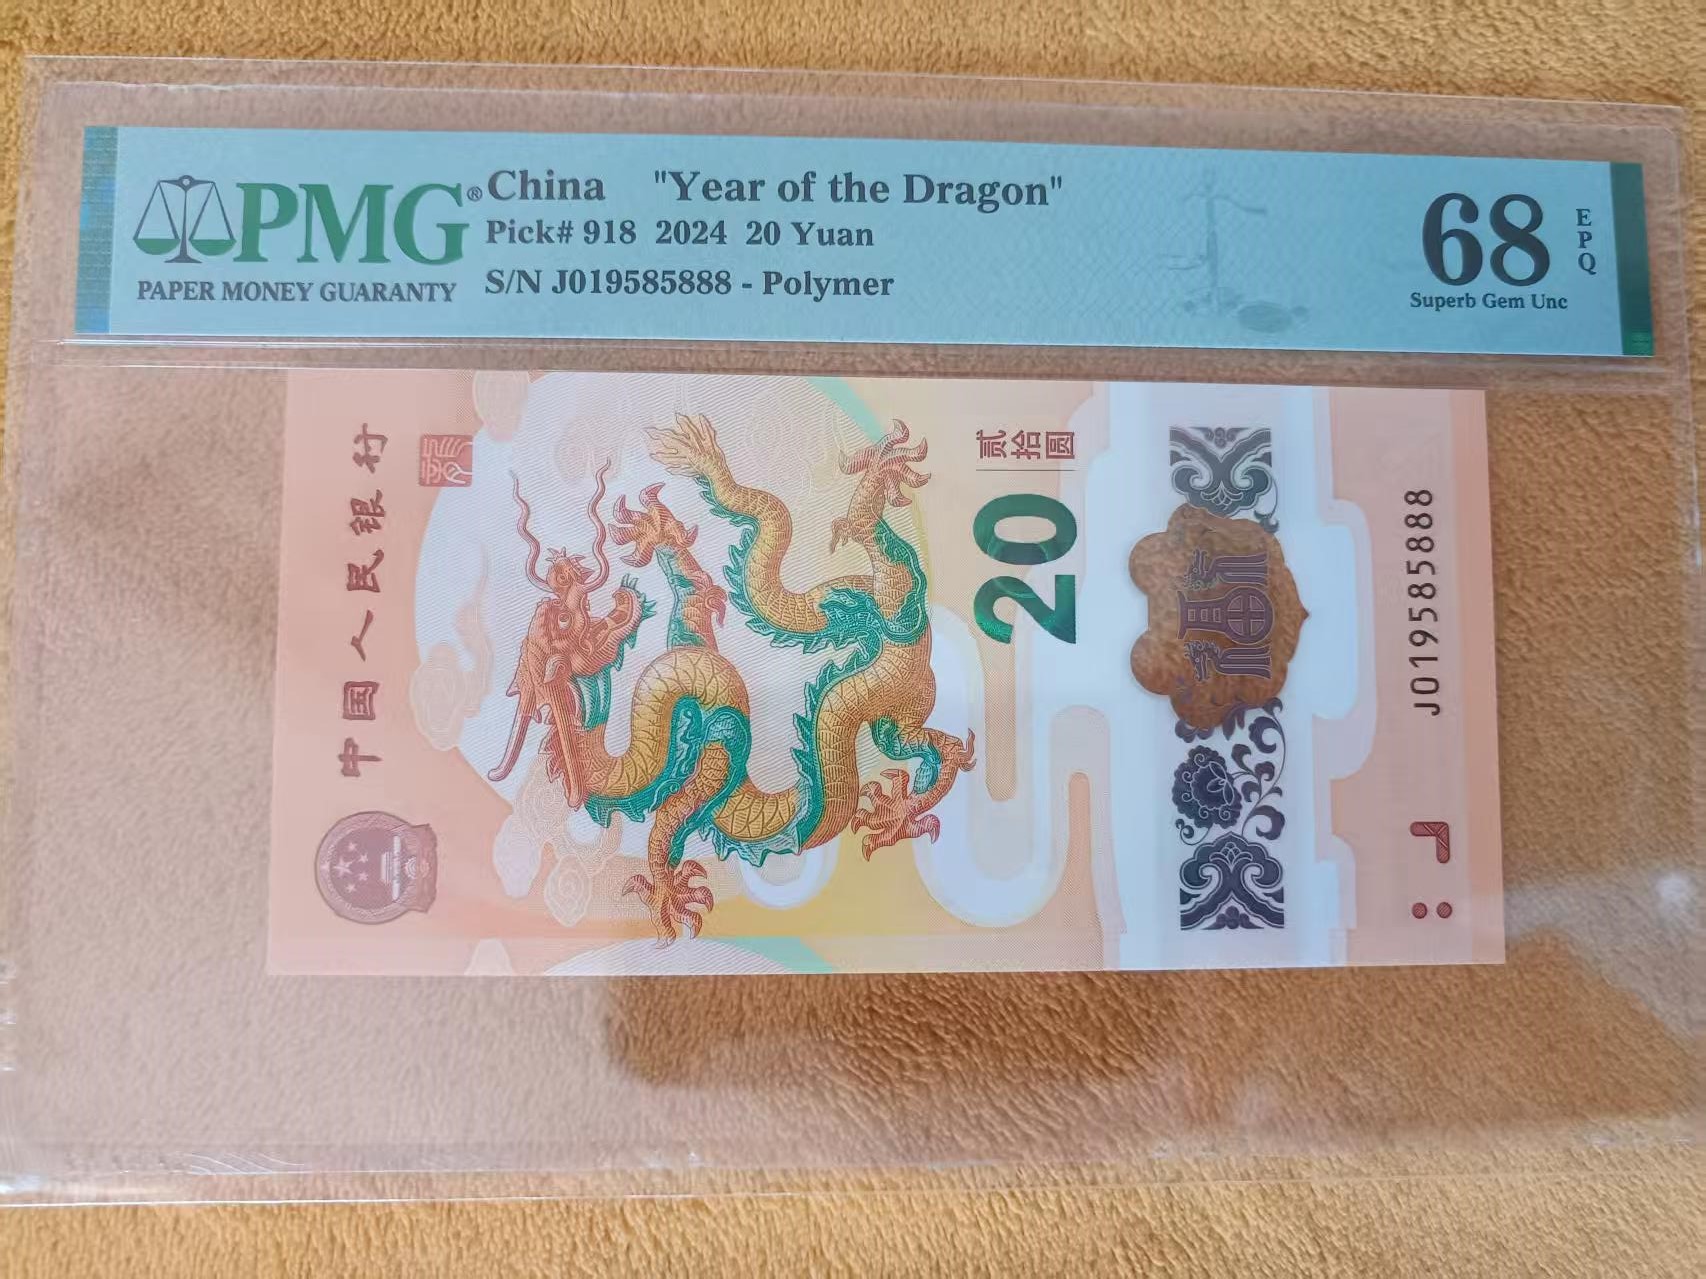 PMG®
PAPER MONEY GUARANTY
China "Year of the Dragon"
Pick# 918 2024 20 Yuan
S/N J019585888 - Polymer
68
EPQ
Superb Gem Unc
中国人民银行
贰拾圆
20
J019585888